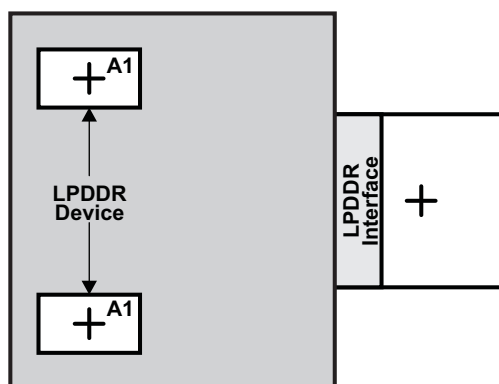 A1
LPDDR
Device
LPDDR
Interface
A1